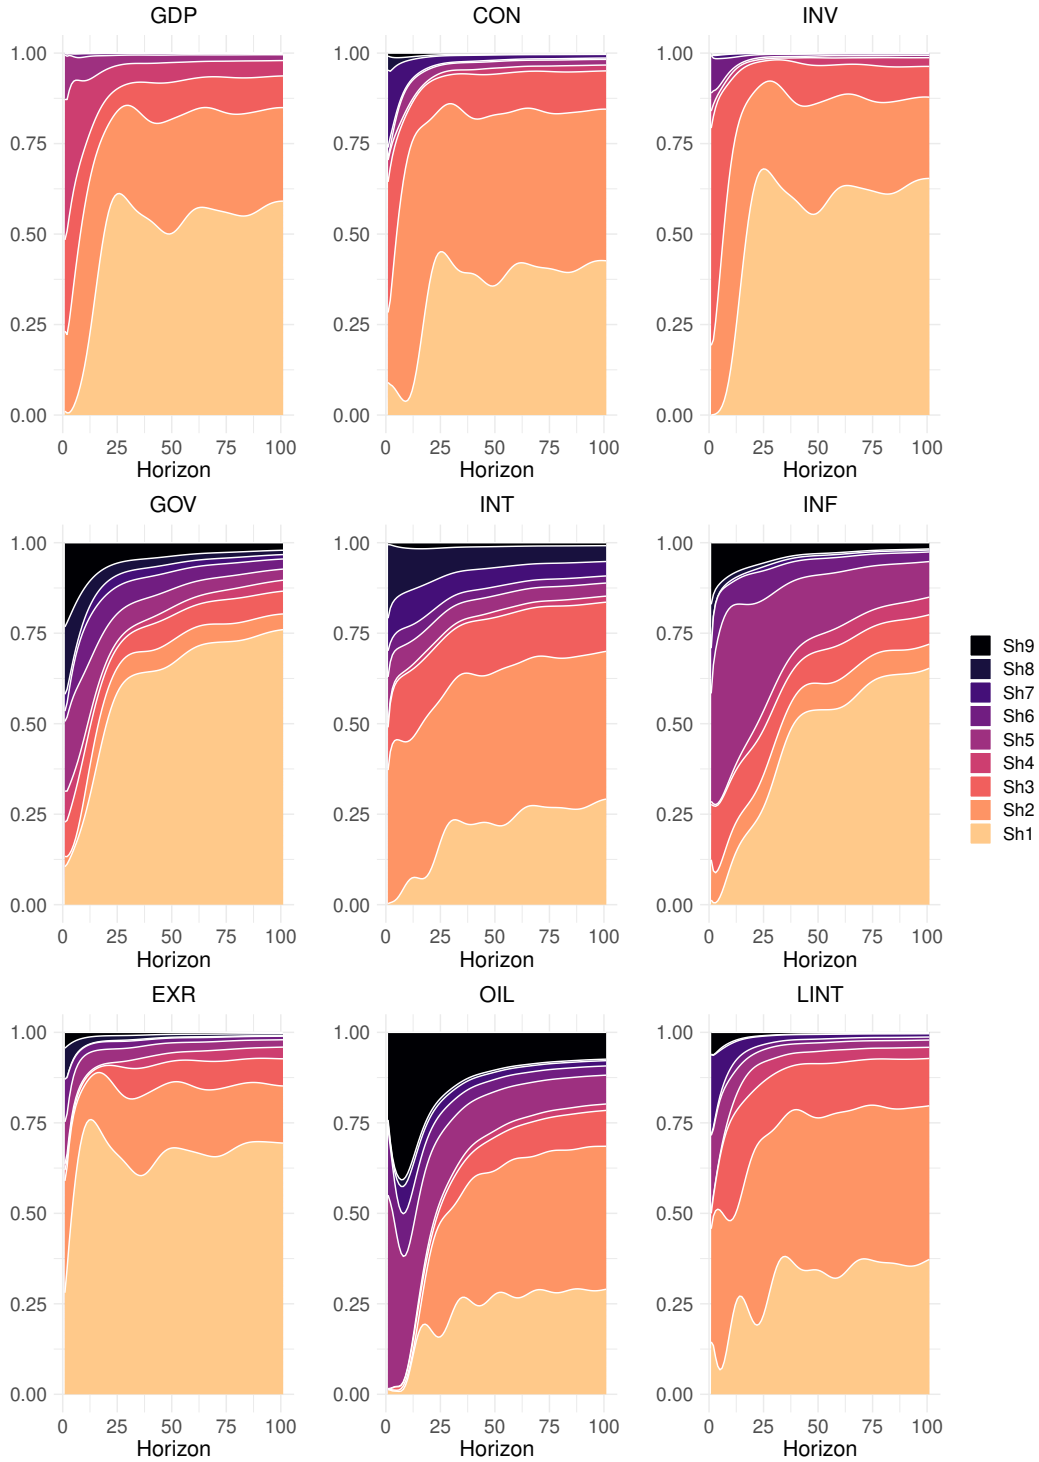 GDP CON INV
1.00 1.00 1.00
0.75 0.75 0.75
0.50 0.50 0.50
0.25 0.25 0.25
0.00 0.00 0.00
0 25 50 75 100 0 25 50 75 100 0 25 50 75 100
Horizon Horizon Horizon
GOV INT INF
1.00 1.00 1.00
0.75 0.75 0.75
0.50 0.50 0.50
0.25 0.25 0.25
0.00 0.00 0.00
0 25 50 75 100 0 25 50 75 100 0 25 50 75 100
Horizon Horizon Horizon
Sh9
Sh8
Sh7
Sh6
Sh5
Sh4
Sh3
Sh2
Sh1
EXR OIL LINT
1.00 1.00 1.00
0.75 0.75 0.75
0.50 0.50 0.50
0.25 0.25 0.25
0.00 0.00 0.00
0 25 50 75 100 0 25 50 75 100 0 25 50 75 100
Horizon Horizon Horizon